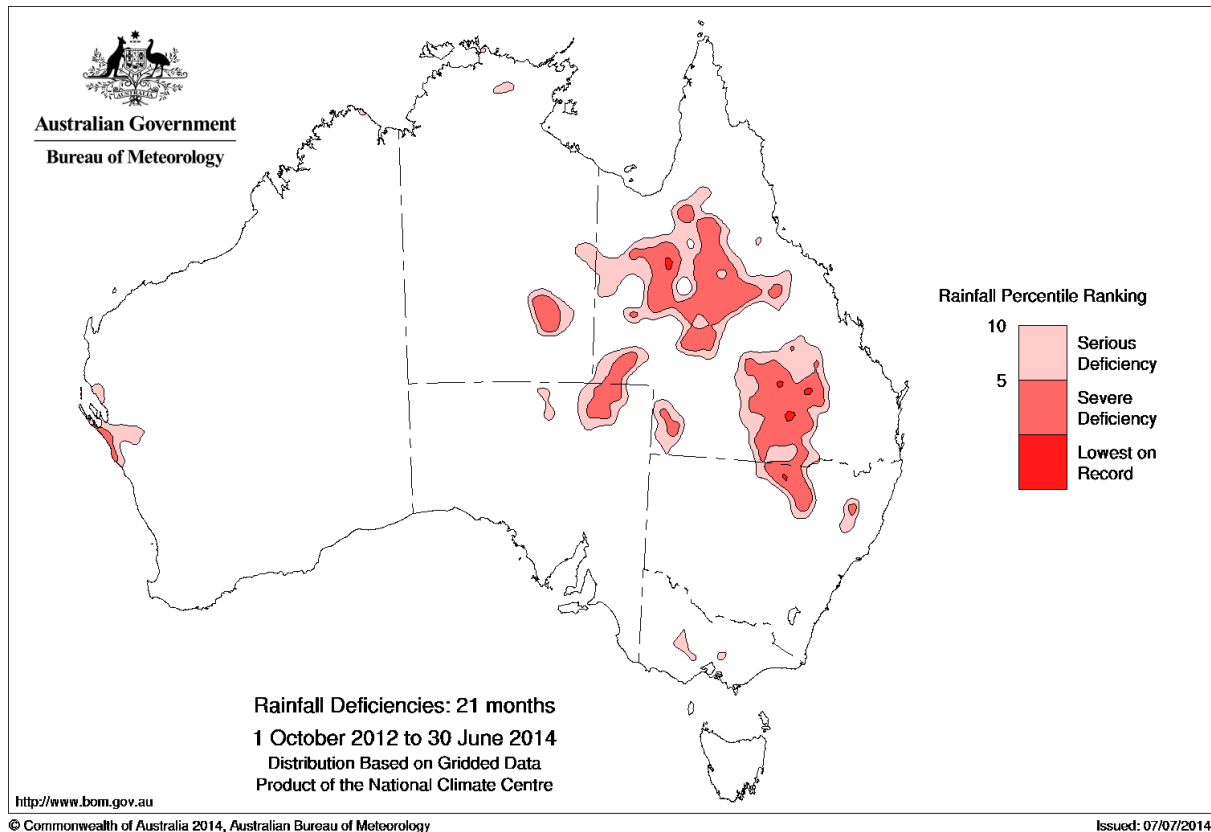 AUSTRALIA
Australian Government
Bureau of Meteorology
Rainfall Percentile Ranking
10
Serious
Deficiency
5
Severe
Deficiency
Lowest on
Record
Rainfall Deficiencies: 21 months
1 October 2012 to 30 June 2014
Distribution Based on Gridded Data
Product of the National Climate Centre
http://www.bom.gov.au
© Commonwealth of Australia 2014, Australian Bureau of Meteorology
Issued: 07/07/2014